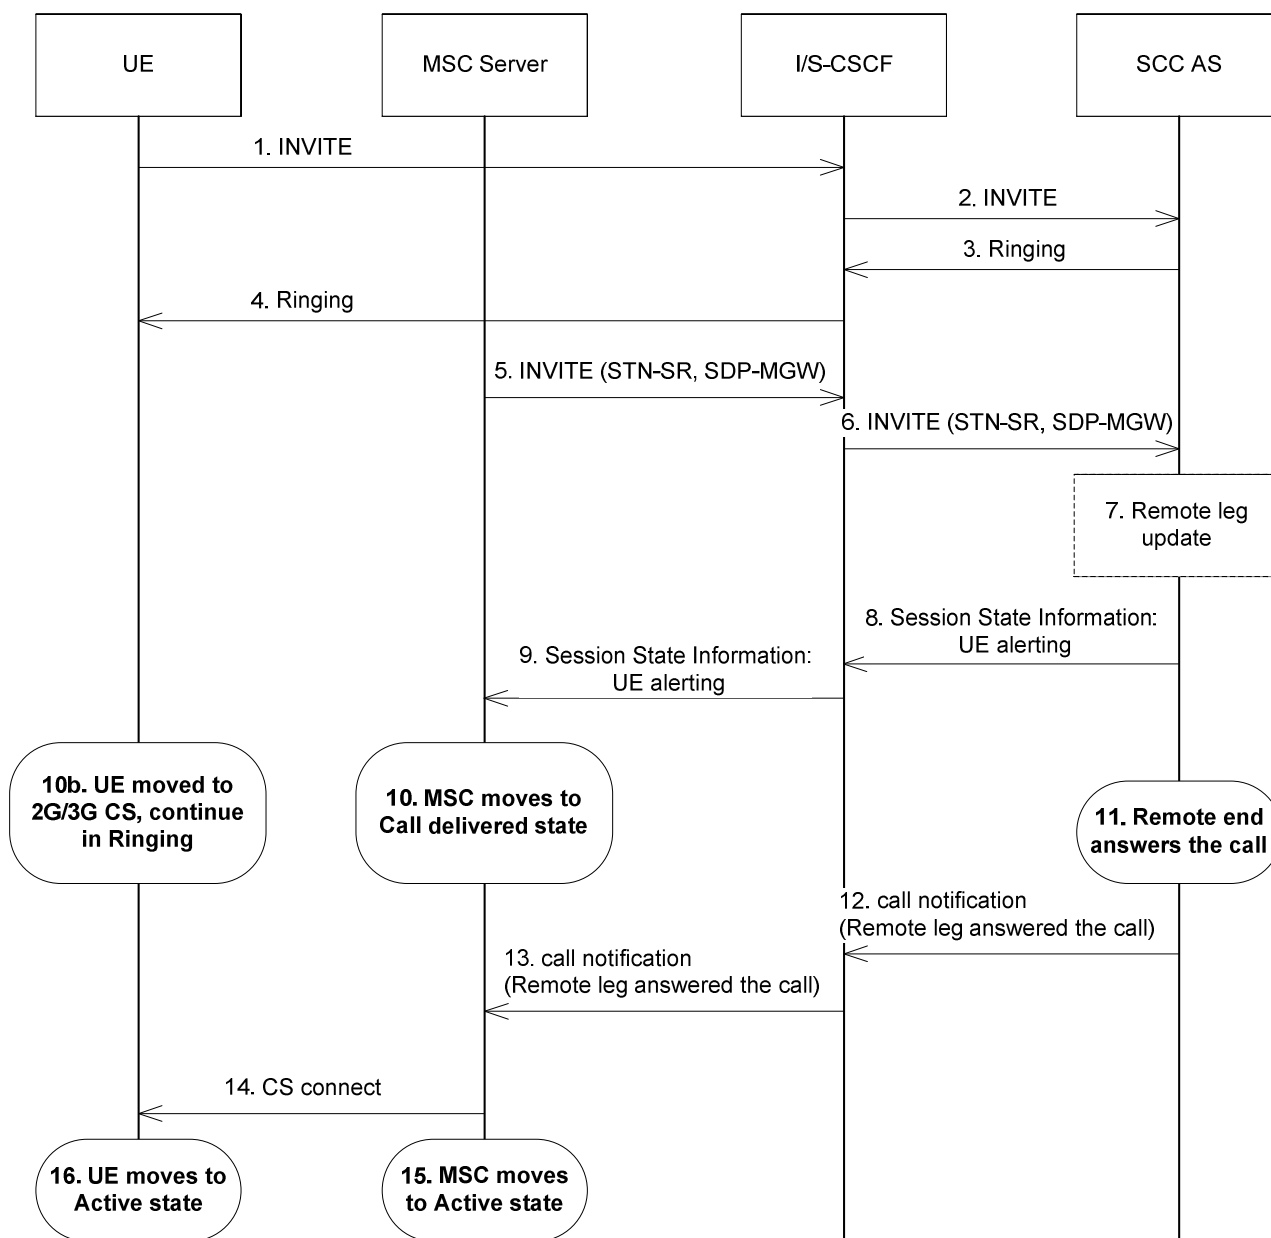 UE
MSC Server
I/S-CSCF
SCC AS
1. INVITE
2. INVITE
3. Ringing
4. Ringing
5. INVITE (STN-SR, SDP-MGW)
6. INVITE (STN-SR, SDP-MGW)
7. Remote leg
update
8. Session State Information:
UE alerting
9. Session State Information:
UE alerting
10b. UE moved to
2G/3G CS, continue
in Ringing
10. MSC moves to
Call delivered state
11. Remote end
answers the call
12. call notification
(Remote leg answered the call)
13. call notification
(Remote leg answered the call)
14. CS connect
16. UE moves to
Active state
15. MSC moves
to Active state